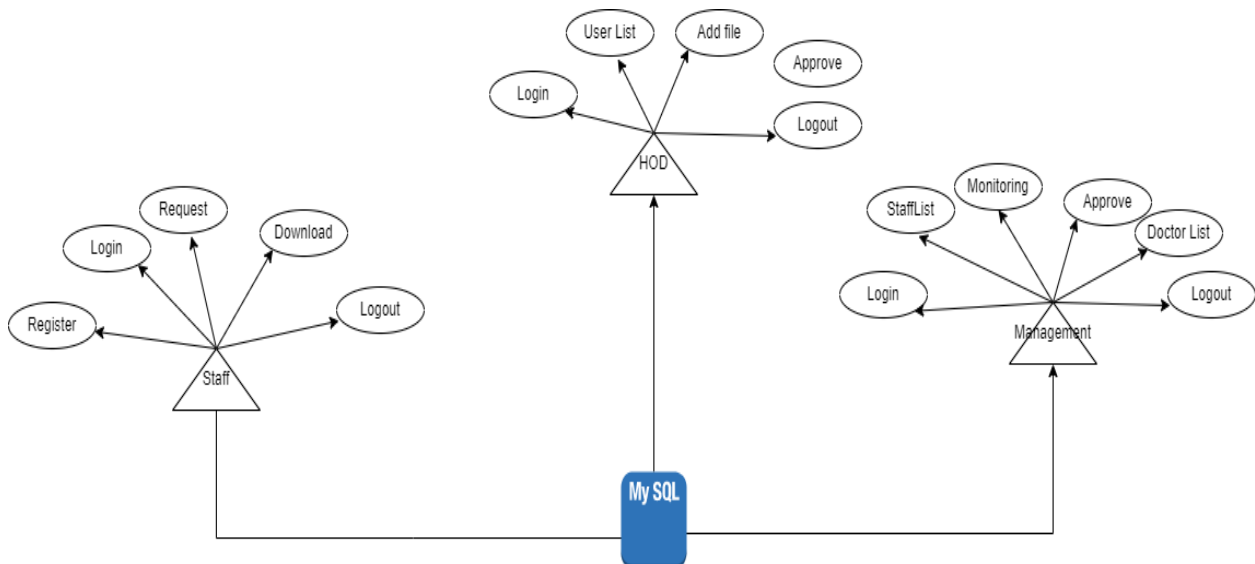 User List
Add file
Approve
Login
Logout
HOD
Request
Login
Download
Register
Logout
Staff
StaffList
Monitoring
Approve
Doctor List
Login
Logout
Management
My SQL